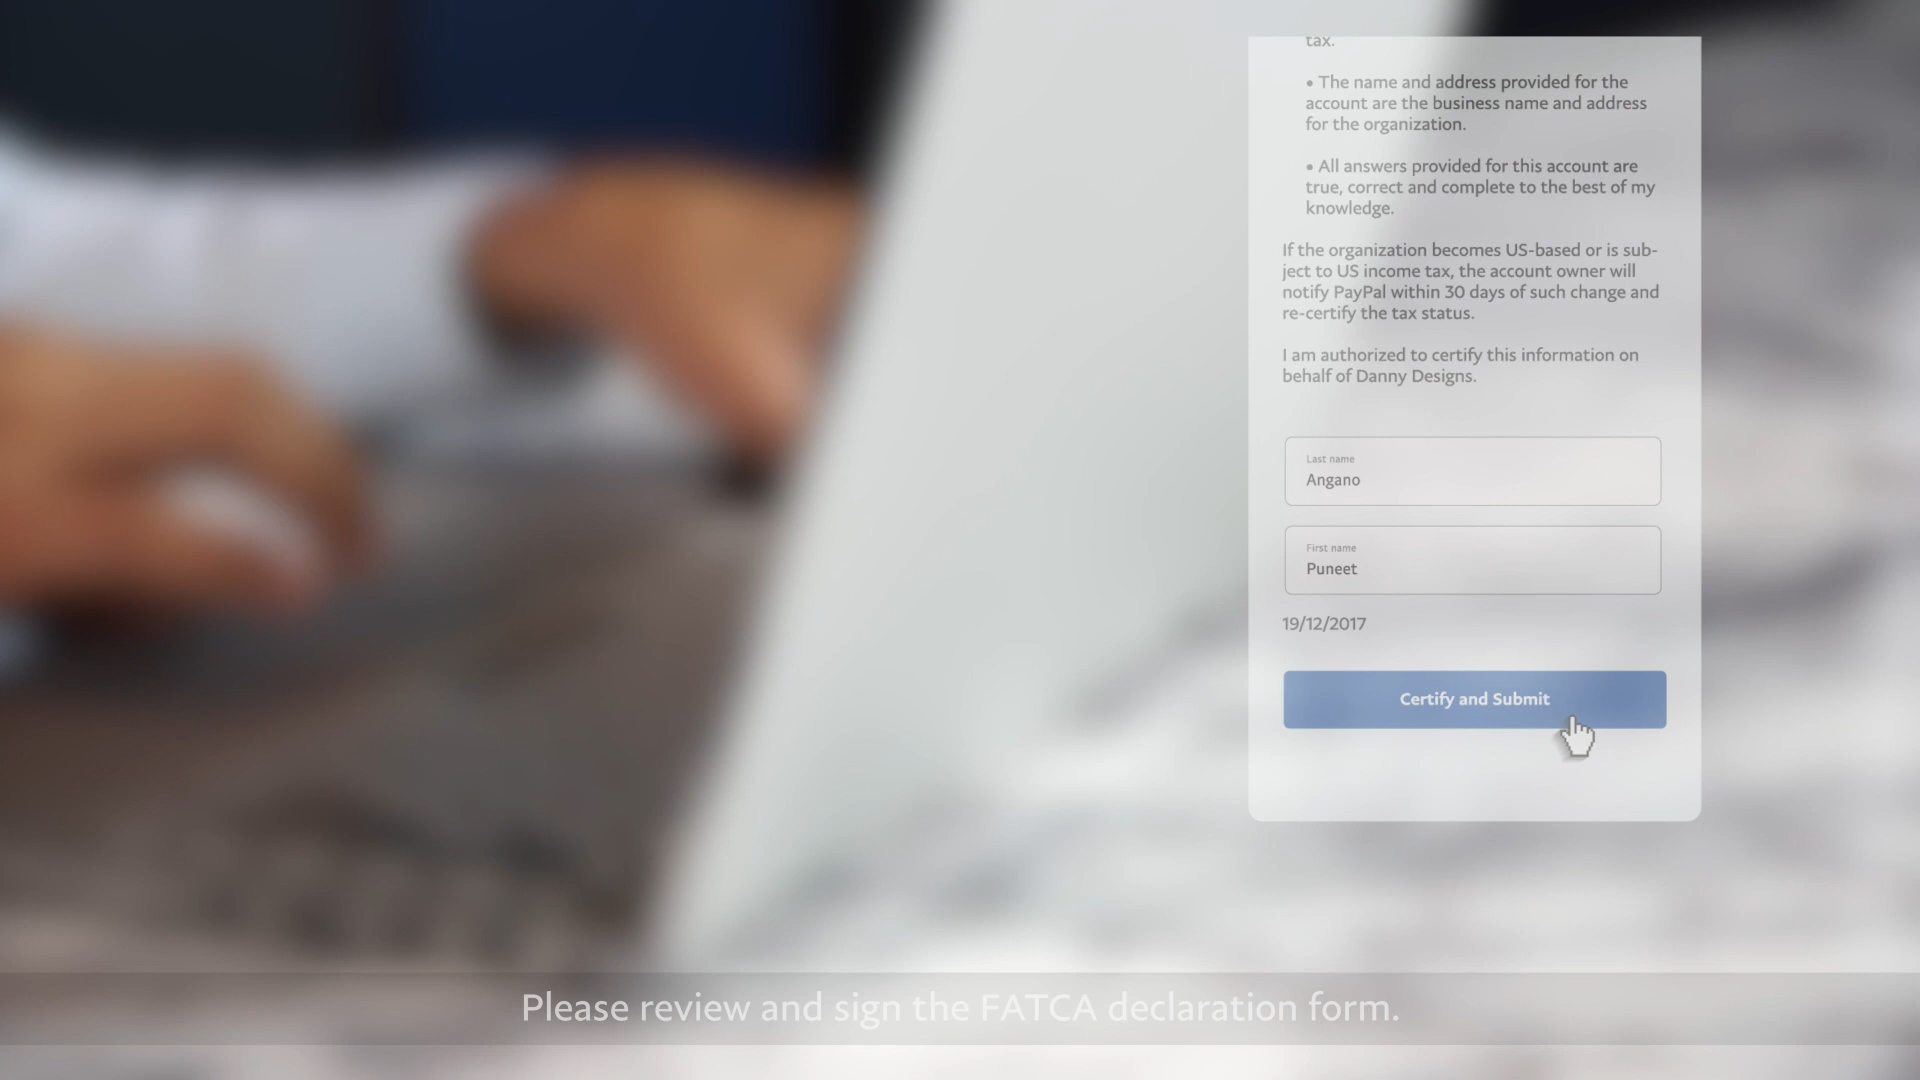 tax.
• The name and address provided for the
account are the business name and address
for the organization.
• All answers provided for this account are
true, correct and complete to the best of my
knowledge.
If the organization becomes US-based or is sub-
ject to US income tax, the account owner will
notify PayPal within 30 days of such change and
re-certify the tax status.
I am authorized to certify this information on
behalf of Danny Designs.
Last name
Angano
First name
Puneet
19/12/2017
Certify and Submit
Please review and sign the FATCA declaration form.